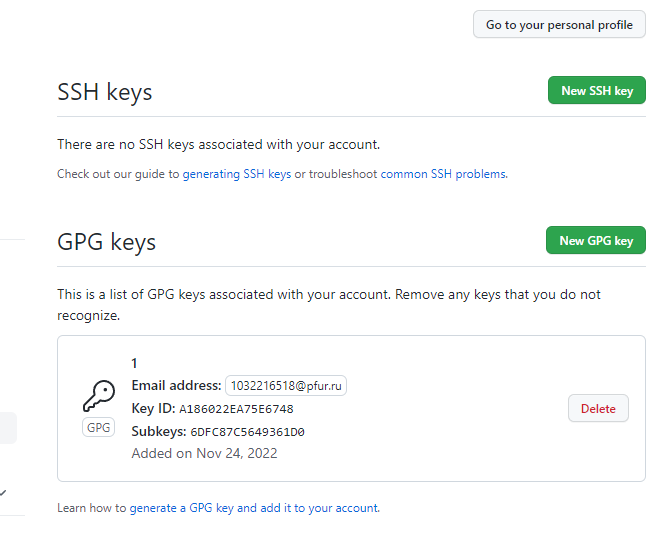 Go to your personal profile
SSH keys
New SSH key
There are no SSH keys associated with your account.
Check out our guide to generating SSH keys or troubleshoot common SSH problems.
GPG keys
New GPG key
This is a list of GPG keys associated with your account. Remove any keys that you do not
recognize.
1
Email address: 1032216518@pfur.ru
Key ID: A186022EA75E6748
GPG
Delete
Subkeys: 6DFC87C5649361D0
Added on Nov 24, 2022
Learn how to generate a GPG key and add it to your account.